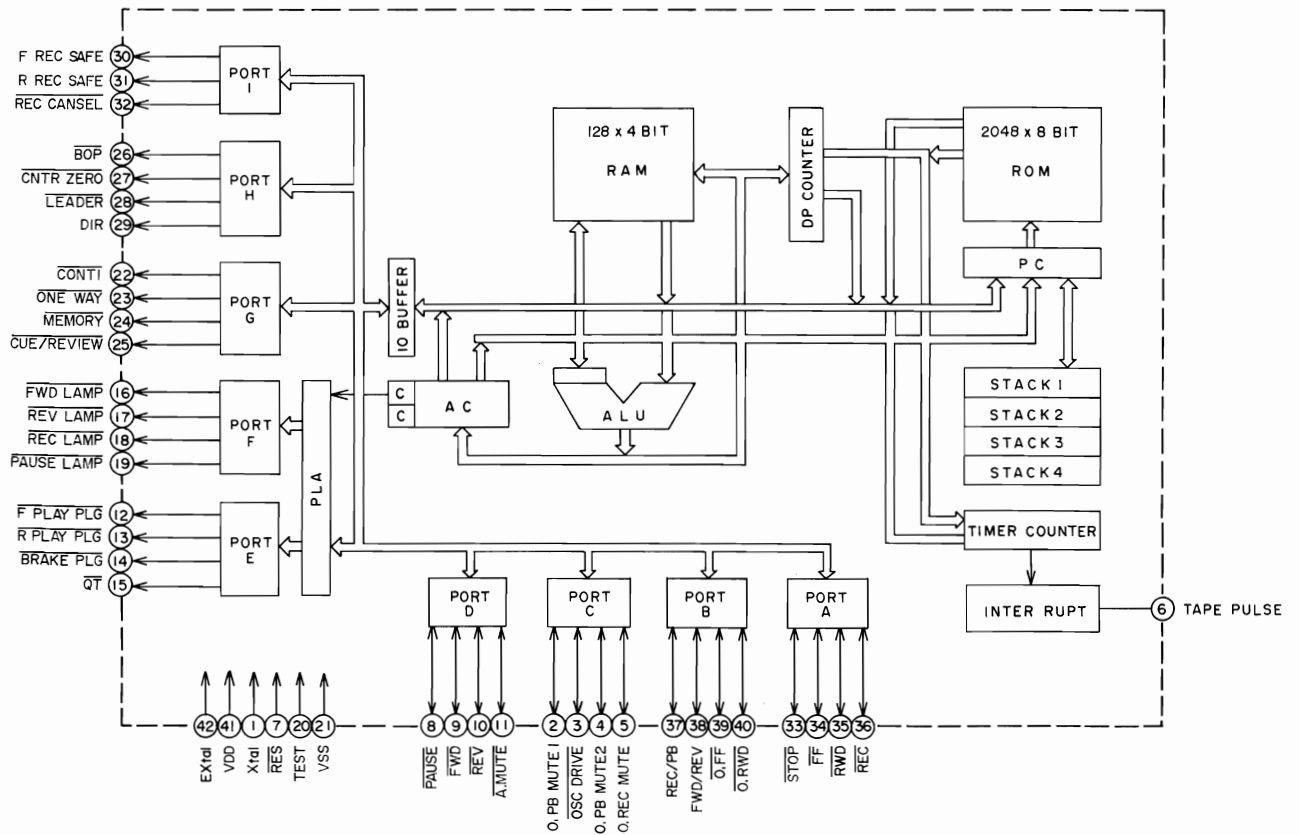 F REC SAFE 30
R REC SAFE 31
REC CANSEL 32
PORT
I
BOP 26
CNTR ZERO 27
LEADER 28
DIR 29
PORT
H
CONTI 22
ONE WAY 23
MEMORY 24
CUE/REVIEW 25
PORT
G
FWD LAMP 16
REV LAMP 17
REC LAMP 18
PAUSE LAMP 19
PORT
F
F PLAY PLG 12
R PLAY PLG 13
BRAKE PLG 14
QT 15
PORT
E
PLA
IO BUFFER
128 x 4 BIT
RAM
DP COUNTER
2048 x 8 BIT
ROM
PC
C
C
AC
ALU
STACK 1
STACK 2
STACK 3
STACK 4
TIMER COUNTER
INTER RUPT
6 TAPE PULSE
PORT
D
PORT
C
PORT
B
PORT
A
42 41 1 7 20 21
EXtal
VDD
Xtal
RES
TEST
VSS
8 9 10 11
PAUSE
FWD
REV
A.MUTE
2 3 4 5
O. PB MUTE 1
OSC DRIVE
O. PB MUTE2
O.REC MUTE
37 38 39 40
REC/PB
FWD/REV
O.FF
O.RWD
33 34 35 36
STOP
FF
RWD
REC